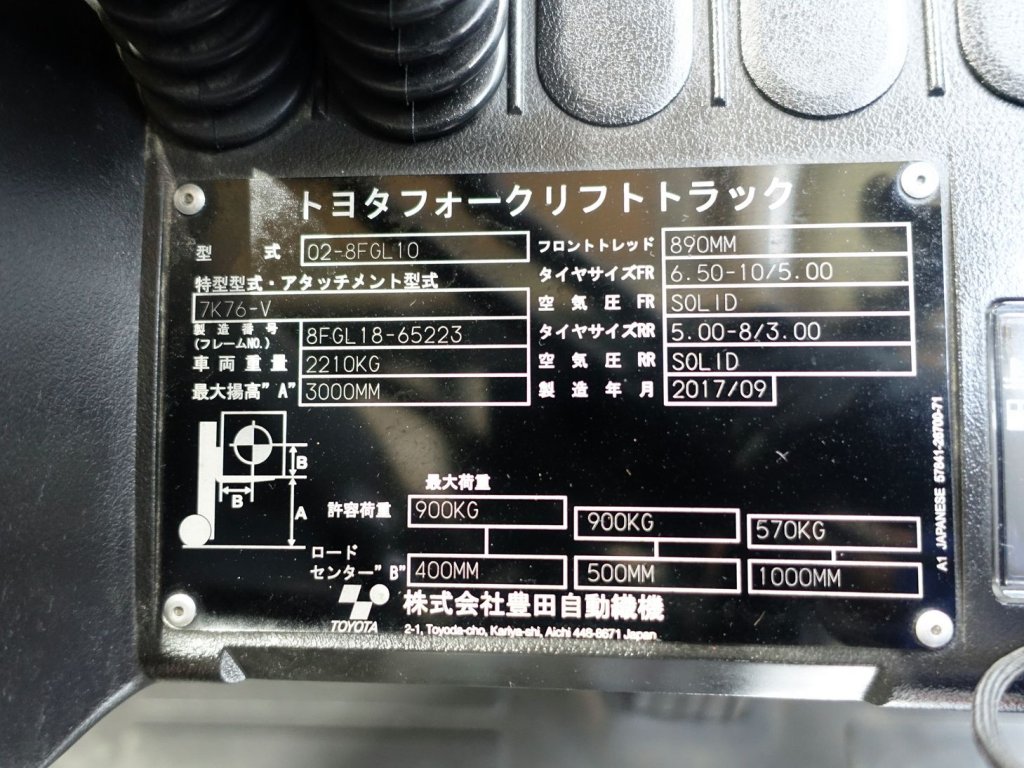 トヨタフォークリフトトラック
型 式 02-8FGL10
特型型式・アタッチメント型式
7K76-V
製造番号
(フレームNO.) 8FGL18-65223
車両重量 2210KG
最大揚高"A" 3000MM
フロントトレッド 890MM
タイヤサイズFR 6.50-10/5.00
空気圧 FR SOLID
タイヤサイズRR 5.00-8/3.00
空気圧 RR SOLID
製造年月 2017/09
B
B
A
最大荷重
許容荷重 900KG 900KG 570KG
ロード
センター"B" 400MM 500MM 1000MM
TOYOTA
株式会社豊田自動織機
2-1, Toyoda-cho, Kariya-shi, Aichi 448-8671 Japan
A1 JAPANESE 57841-26700-71